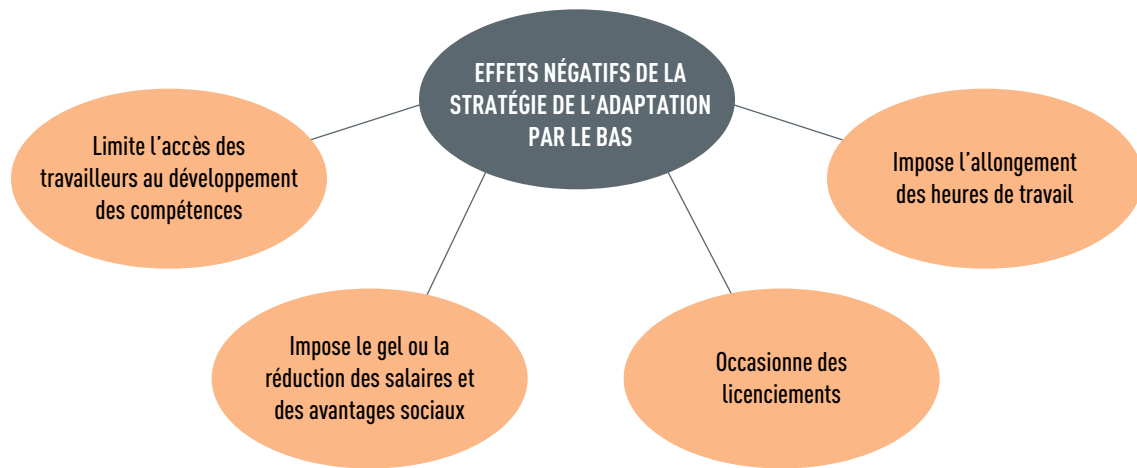 EFFETS NÉGATIFS DE LA
STRATÉGIE DE L'ADAPTATION
PAR LE BAS
Limite l'accès des
travailleurs au développement
des compétences
Impose le gel ou la
réduction des salaires et
des avantages sociaux
Occasionne des
licenciements
Impose l'allongement
des heures de travail